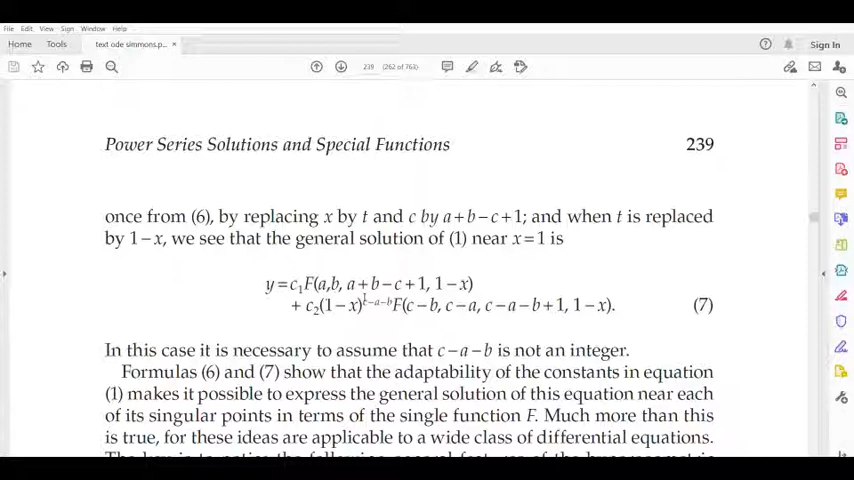 File Edit View Sign Window Help
Home Tools text ode simmons.p... × Sign In
239 (262 of 763)
Power Series Solutions and Special Functions 239
once from (6), by replacing x by t and c by a+b−c+1; and when t is replaced
by 1−x, we see that the general solution of (1) near x=1 is
y=c₁F(a,b, a+b−c+1, 1−x)
+ c₂(1−x)ᶜ⁻ᵃ⁻ᵇF(c−b, c−a, c−a−b+1, 1−x). (7)
In this case it is necessary to assume that c−a−b is not an integer.
Formulas (6) and (7) show that the adaptability of the constants in equation
(1) makes it possible to express the general solution of this equation near each
of its singular points in terms of the single function F. Much more than this
is true, for these ideas are applicable to a wide class of differential equations.